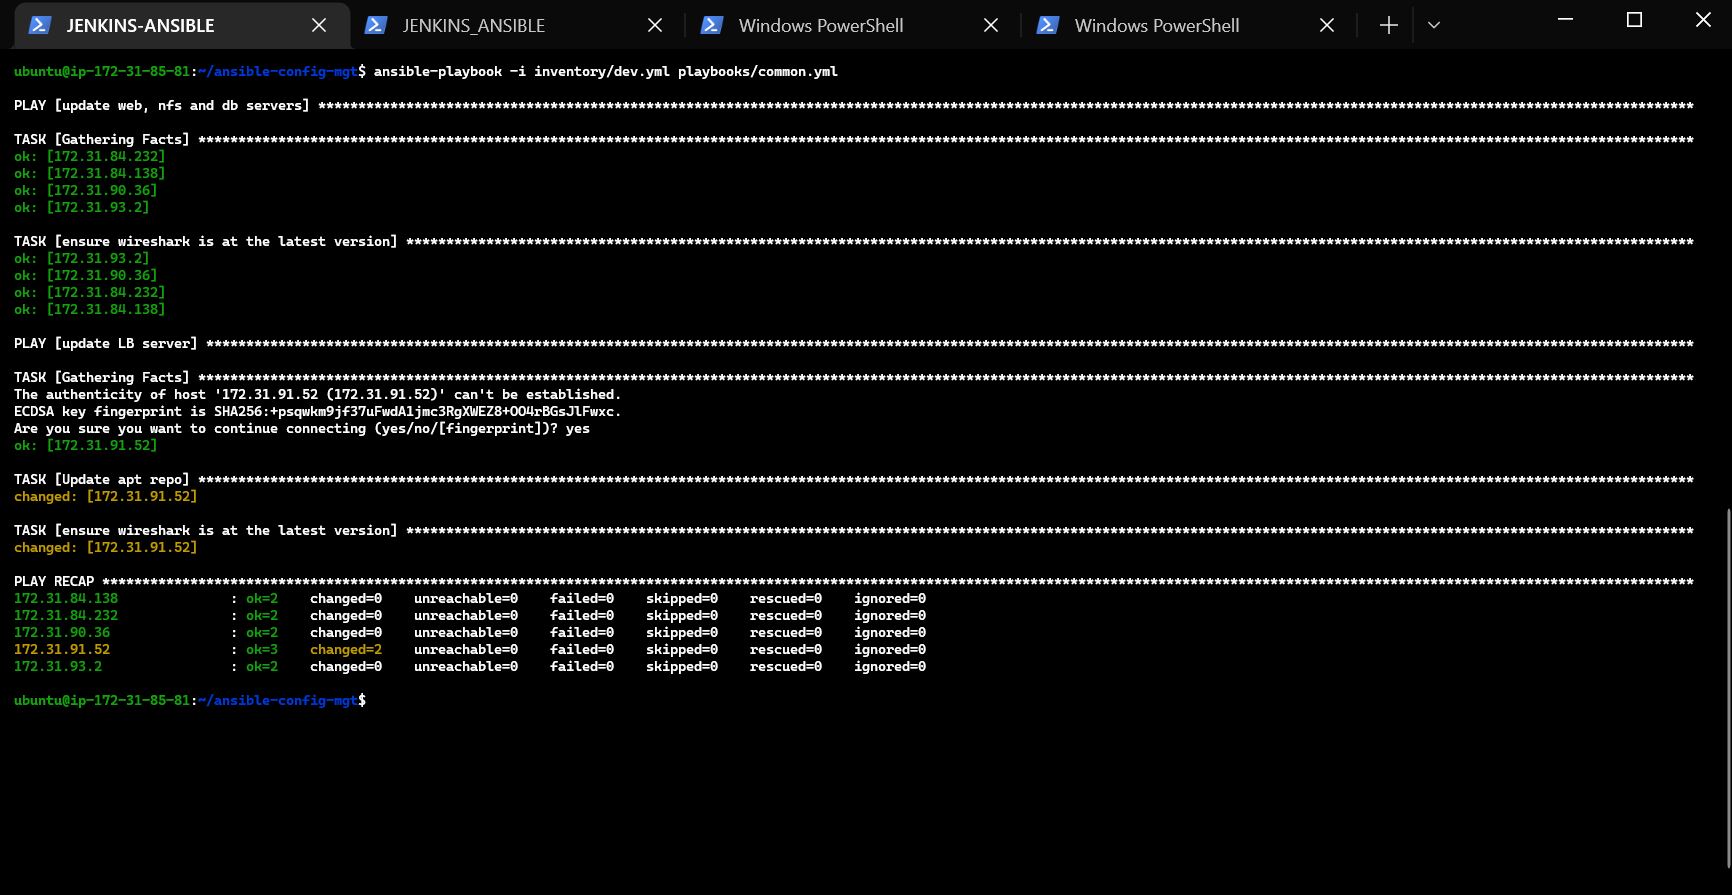 JENKINS-ANSIBLE JENKINS_ANSIBLE Windows PowerShell Windows PowerShell
ubuntu@ip-172-31-85-81:~/ansible-config-mgt$ ansible-playbook -i inventory/dev.yml playbooks/common.yml
PLAY [update web, nfs and db servers] ****************************************************************************************************************************************************************************
TASK [Gathering Facts] *******************************************************************************************************************************************************************************************
ok: [172.31.84.232]
ok: [172.31.84.138]
ok: [172.31.90.36]
ok: [172.31.93.2]
TASK [ensure wireshark is at the latest version] *****************************************************************************************************************************************************************
ok: [172.31.93.2]
ok: [172.31.90.36]
ok: [172.31.84.232]
ok: [172.31.84.138]
PLAY [update LB server] ******************************************************************************************************************************************************************************************
TASK [Gathering Facts] *******************************************************************************************************************************************************************************************
The authenticity of host '172.31.91.52 (172.31.91.52)' can't be established.
ECDSA key fingerprint is SHA256:+psqwkm9jf37uFwdA1jmc3RgXWEZ8+OO4rBGsJlFwxc.
Are you sure you want to continue connecting (yes/no/[fingerprint])? yes
ok: [172.31.91.52]
TASK [Update apt repo] *******************************************************************************************************************************************************************************************
changed: [172.31.91.52]
TASK [ensure wireshark is at the latest version] *****************************************************************************************************************************************************************
changed: [172.31.91.52]
PLAY RECAP *******************************************************************************************************************************************************************************************************
172.31.84.138 : ok=2 changed=0 unreachable=0 failed=0 skipped=0 rescued=0 ignored=0
172.31.84.232 : ok=2 changed=0 unreachable=0 failed=0 skipped=0 rescued=0 ignored=0
172.31.90.36 : ok=2 changed=0 unreachable=0 failed=0 skipped=0 rescued=0 ignored=0
172.31.91.52 : ok=3 changed=2 unreachable=0 failed=0 skipped=0 rescued=0 ignored=0
172.31.93.2 : ok=2 changed=0 unreachable=0 failed=0 skipped=0 rescued=0 ignored=0
ubuntu@ip-172-31-85-81:~/ansible-config-mgt$